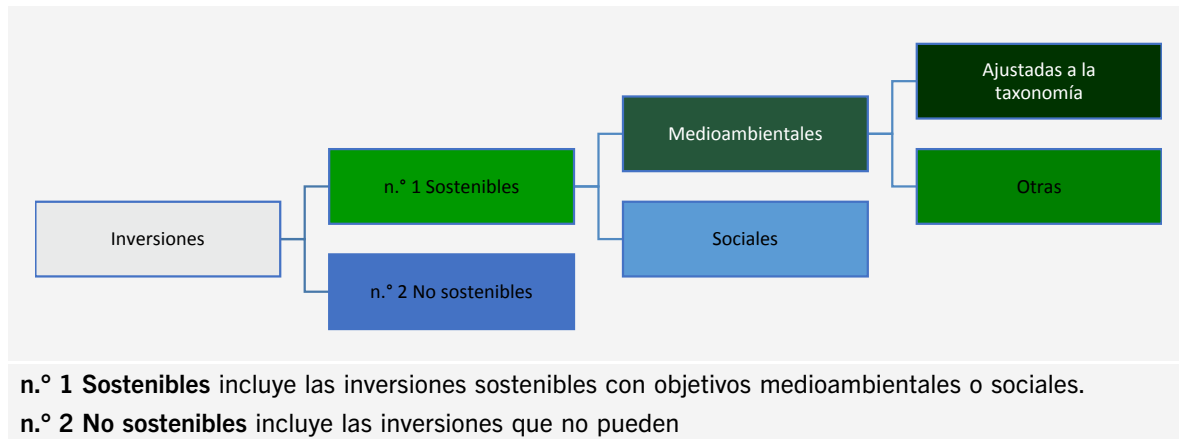 Ajustadas a la
taxonomía
Medioambientales
n.° 1 Sostenibles
Otras
Inversiones
Sociales
n.° 2 No sostenibles
n.° 1 Sostenibles incluye las inversiones sostenibles con objetivos medioambientales o sociales.
n.° 2 No sostenibles incluye las inversiones que no pueden